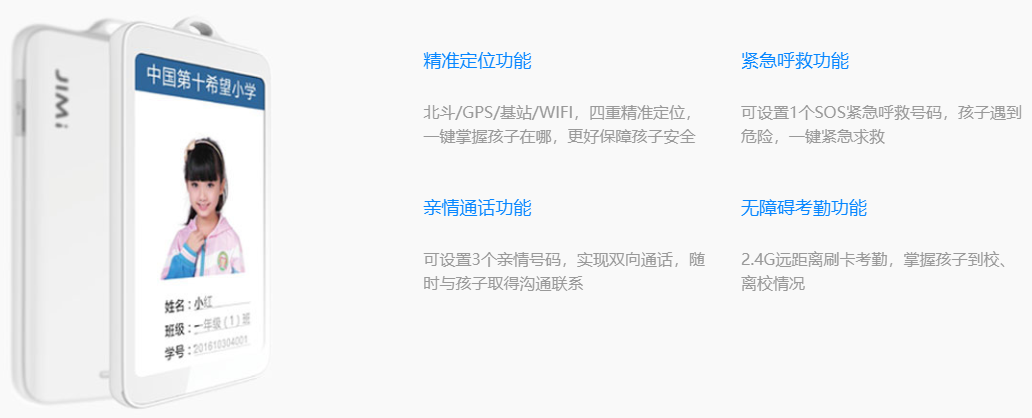 JIMI
中国第十希望小学
姓名：小红
班级：一年级（1）班
学号：201610304001
精准定位功能
北斗/GPS/基站/WIFI，四重精准定位，
一键掌握孩子在哪，更好保障孩子安全
紧急呼救功能
可设置1个SOS紧急呼救号码，孩子遇到
危险，一键紧急求救
亲情通话功能
可设置3个亲情号码，实现双向通话，随
时与孩子取得沟通联系
无障碍考勤功能
2.4G远距离刷卡考勤，掌握孩子到校、
离校情况